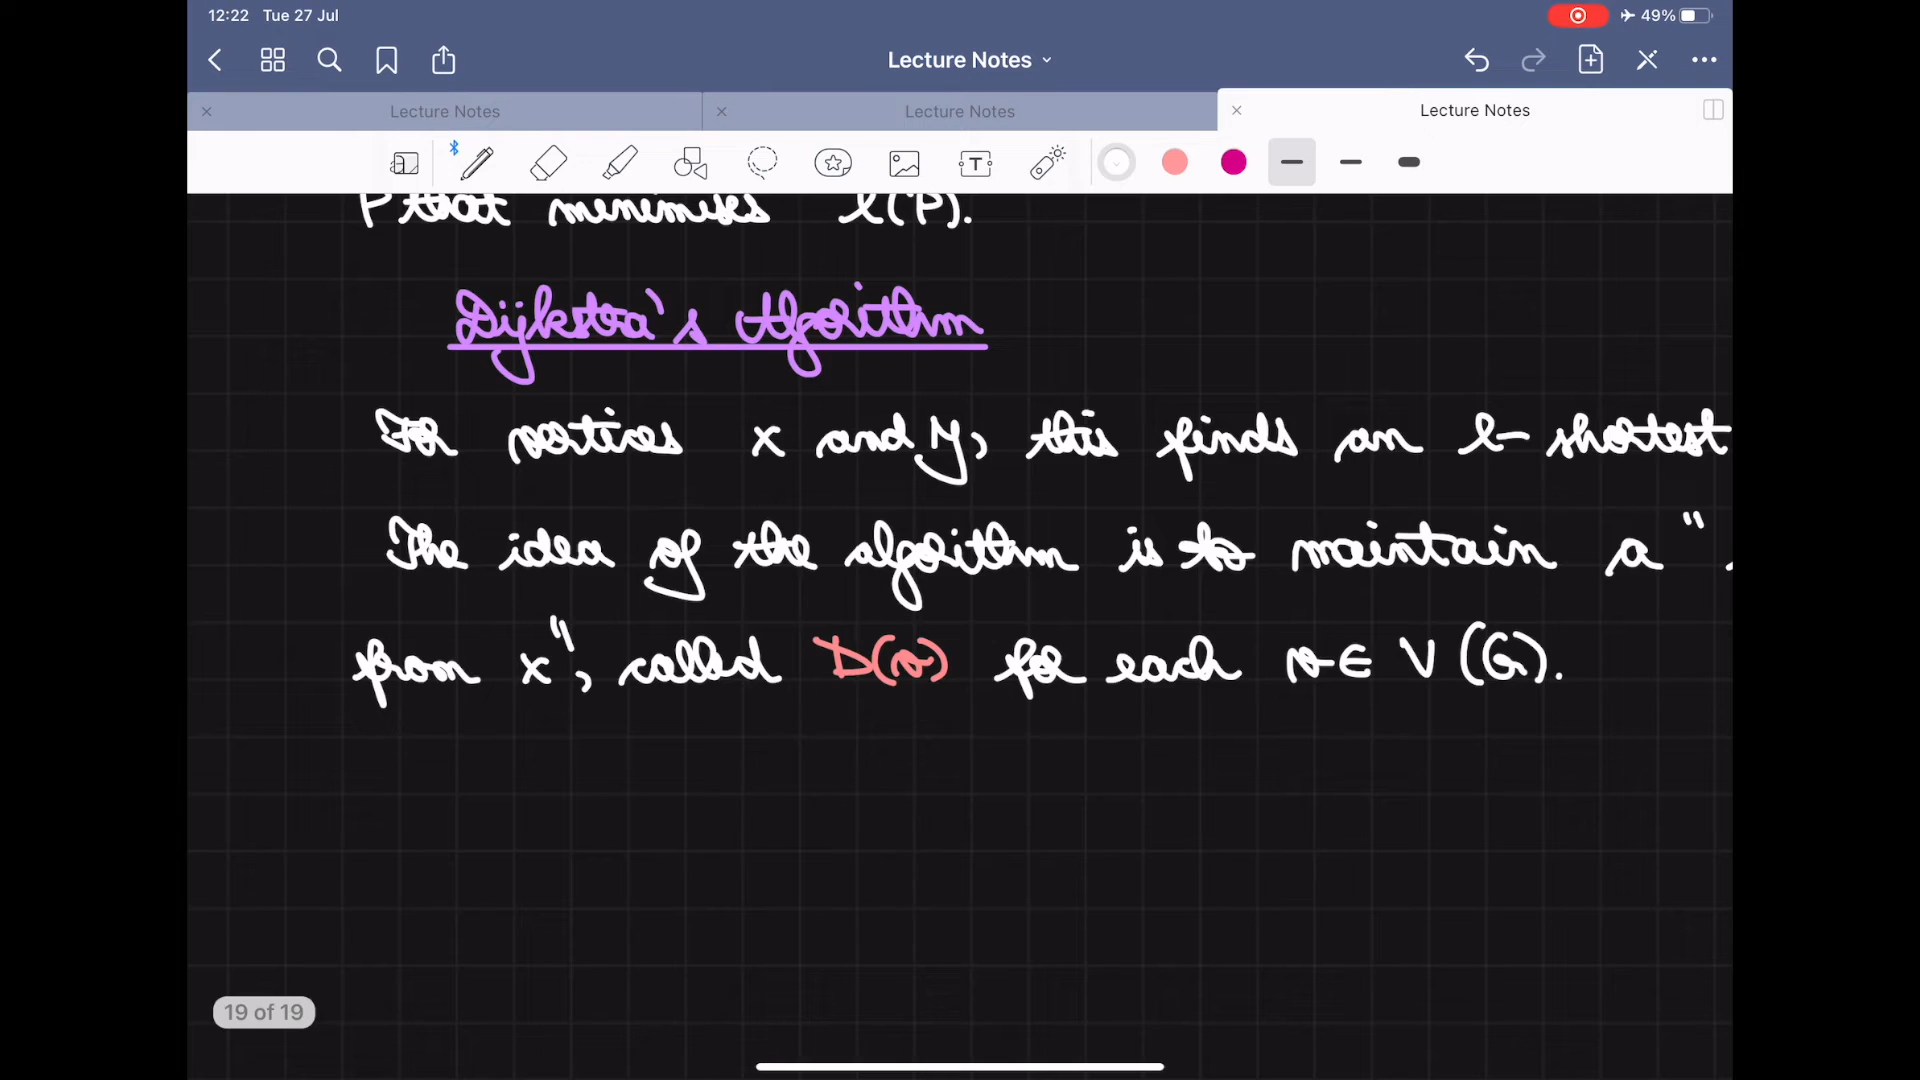 12:22 Tue 27 Jul
49%
Lecture Notes
Lecture Notes
Lecture Notes
Lecture Notes
P that minimises l(P).
Dijkstra's Algorithm
For vertices x and y, this finds an l-shortest
The idea of the algorithm is to maintain a "
from x", called D(v) for each v ∈ V(G).
19 of 19